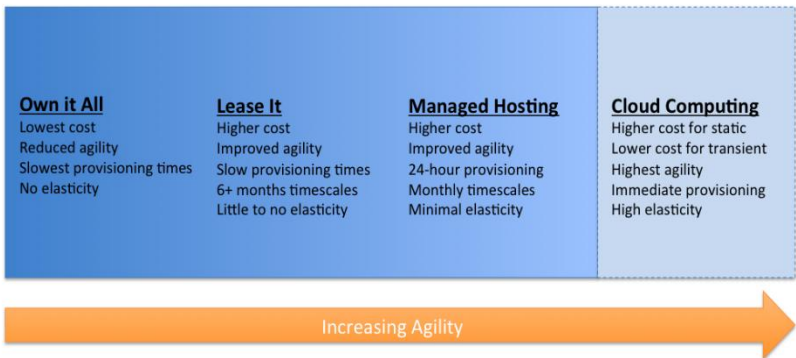 Own it All
Lowest cost
Reduced agility
Slowest provisioning times
No elasticity
Lease It
Higher cost
Improved agility
Slow provisioning times
6+ months timescales
Little to no elasticity
Managed Hosting
Higher cost
Improved agility
24-hour provisioning
Monthly timescales
Minimal elasticity
Cloud Computing
Higher cost for static
Lower cost for transient
Highest agility
Immediate provisioning
High elasticity
Increasing Agility